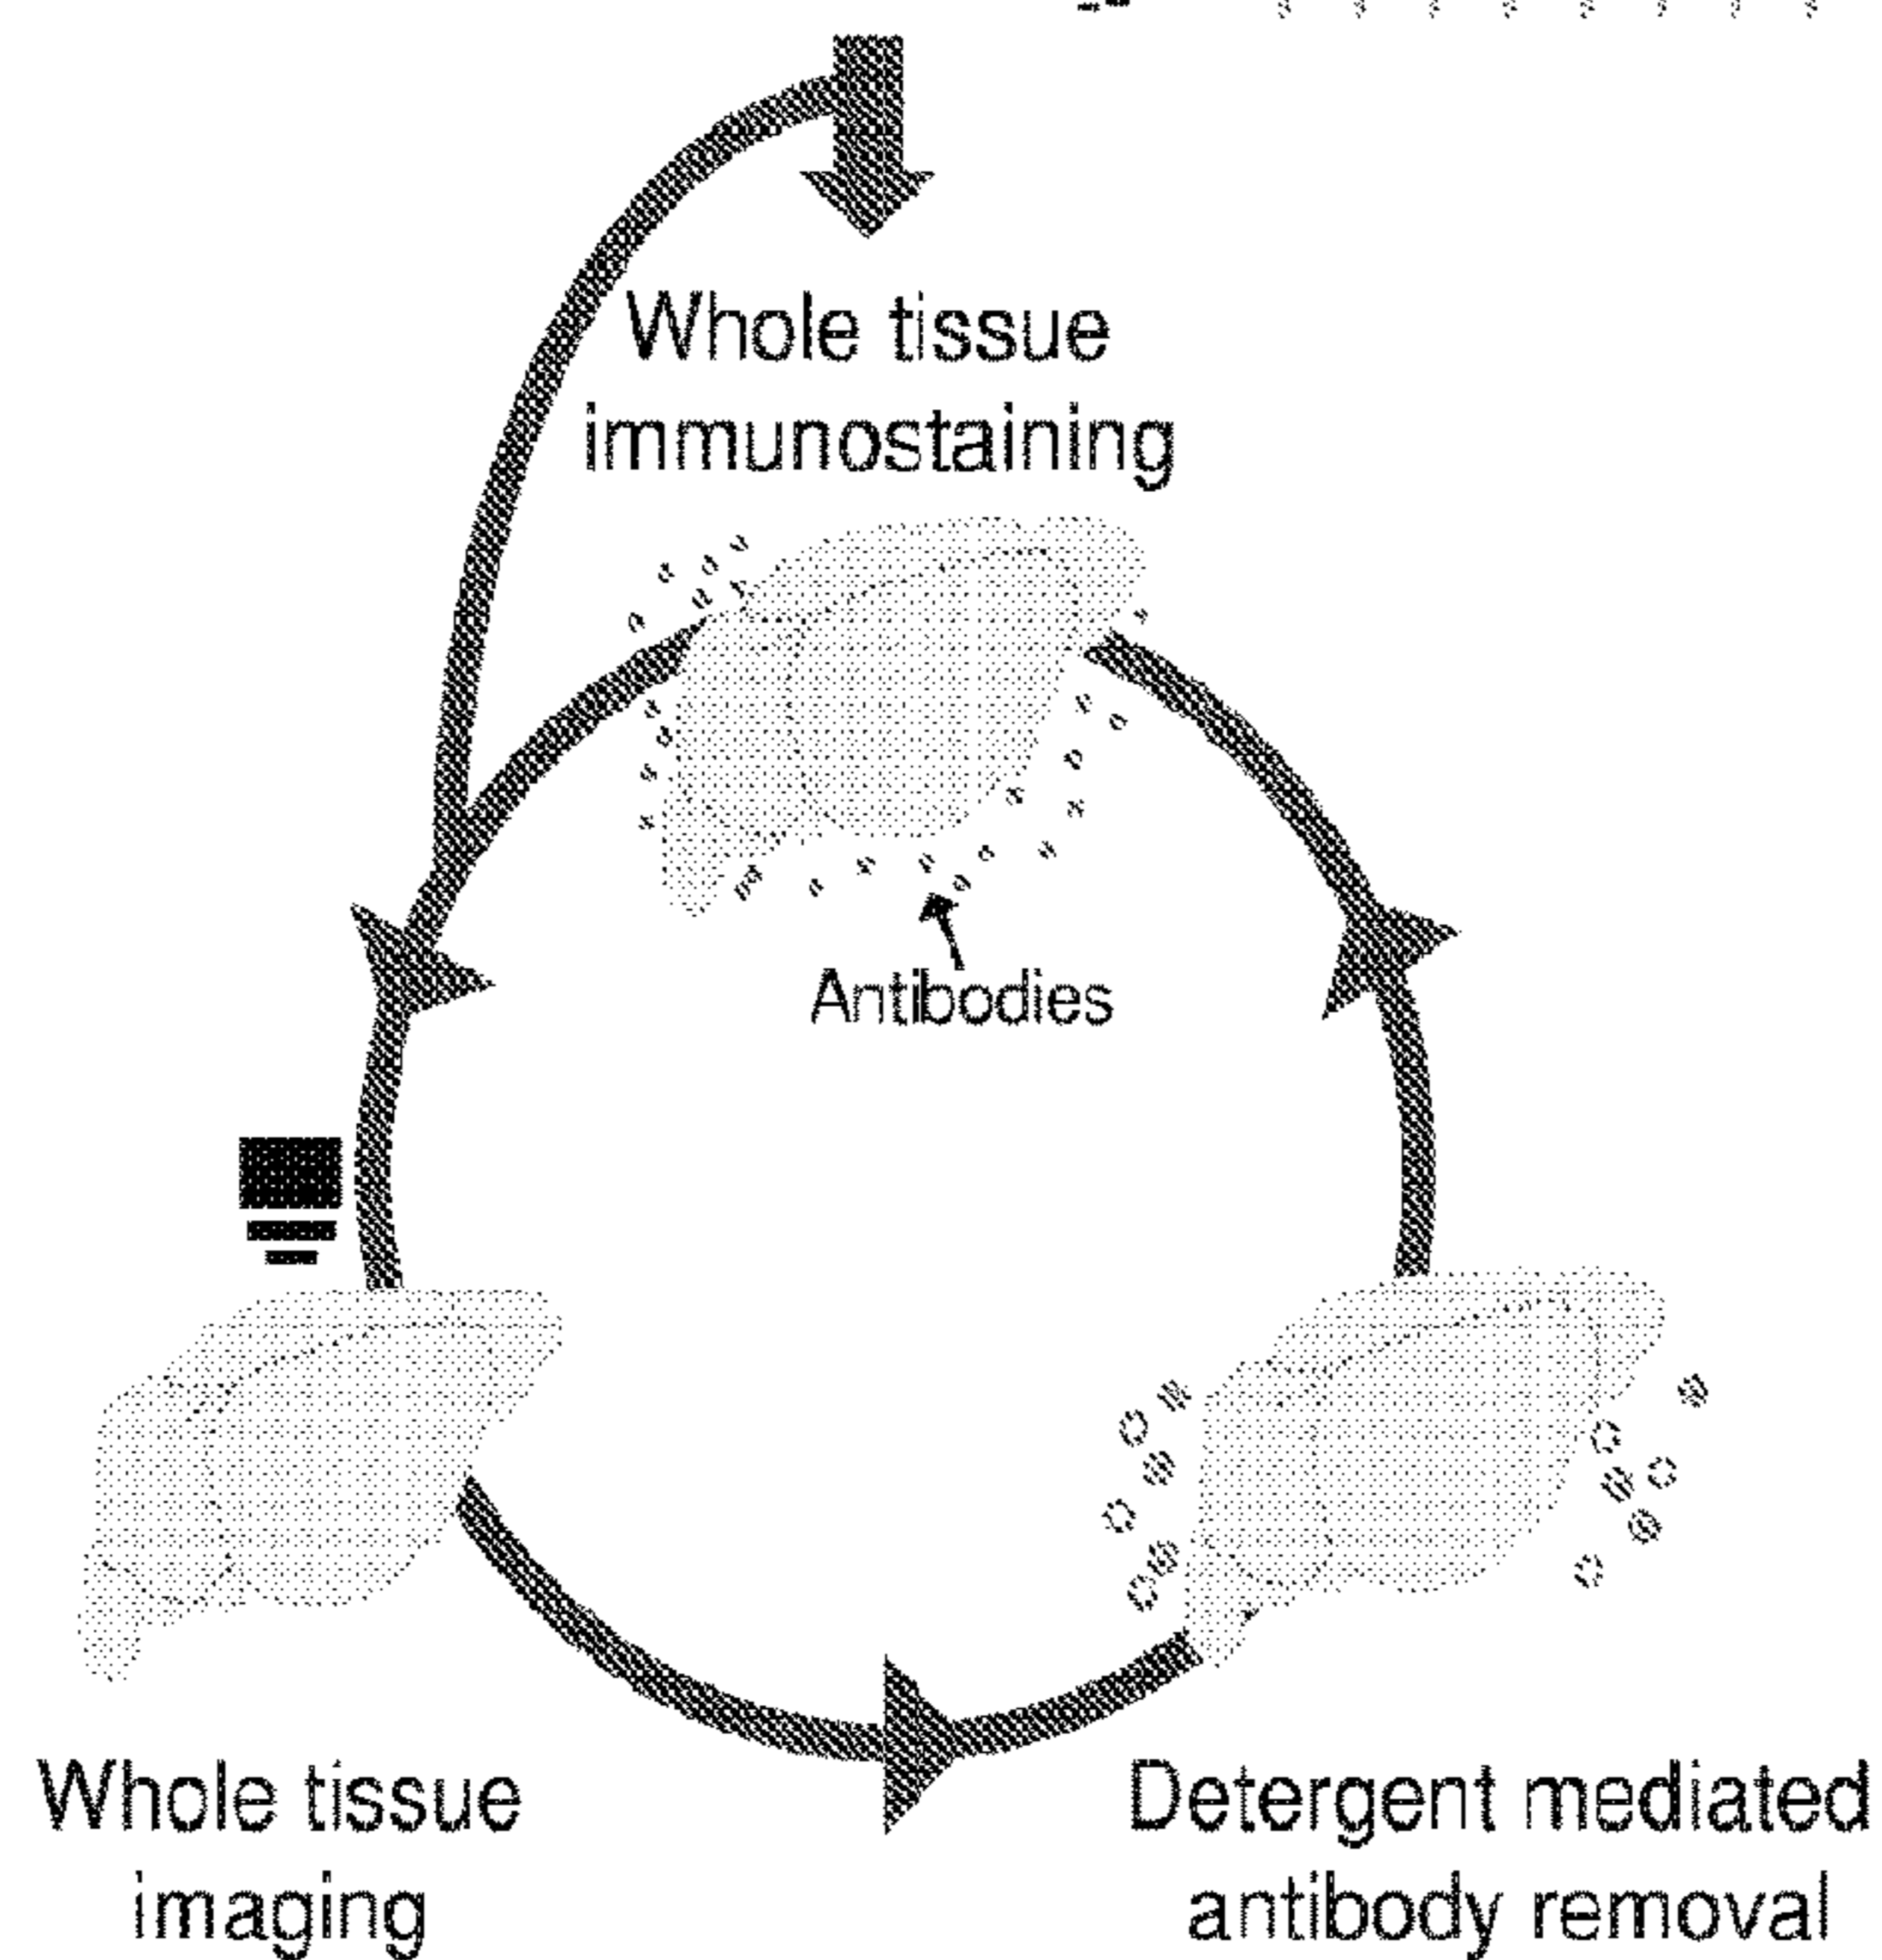 Whole tissue
immunostaining
Antibodies
Whole tissue
imaging
Detergent mediated
antibody removal